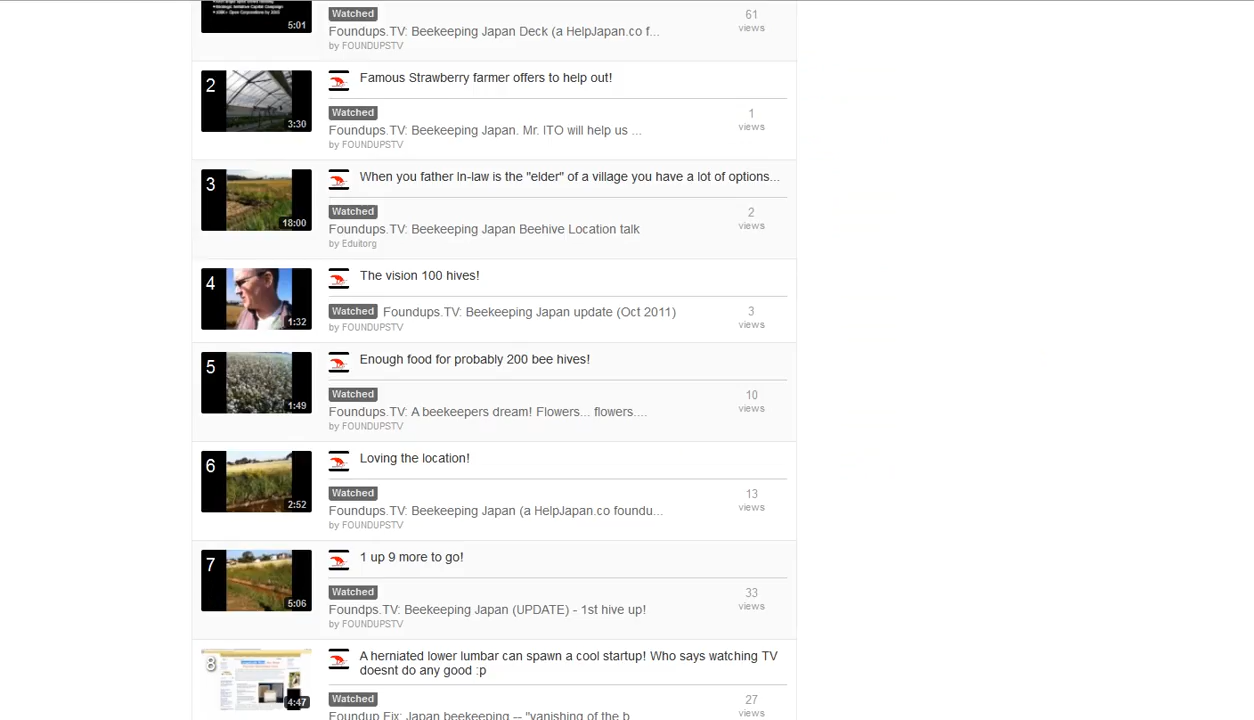 5:01
Watched
61
views
Foundups.TV: Beekeeping Japan Deck (a HelpJapan.co f...
by FOUNDUPSTV
2
3:30
Famous Strawberry farmer offers to help out!
Watched
1
views
Foundups.TV: Beekeeping Japan. Mr. ITO will help us ...
by FOUNDUPSTV
3
18:00
When you father In-law is the "elder" of a village you have a lot of options...
Watched
2
views
Foundups.TV: Beekeeping Japan Beehive Location talk
by Eduitorg
4
1:32
The vision 100 hives!
Watched Foundups.TV: Beekeeping Japan update (Oct 2011)
3
views
by FOUNDUPSTV
5
1:49
Enough food for probably 200 bee hives!
Watched
10
views
Foundups.TV: A beekeepers dream! Flowers... flowers....
by FOUNDUPSTV
6
2:52
Loving the location!
Watched
13
views
Foundups.TV: Beekeeping Japan (a HelpJapan.co foundu...
by FOUNDUPSTV
7
5:06
1 up 9 more to go!
Watched
33
views
Foundps.TV: Beekeeping Japan (UPDATE) - 1st hive up!
by FOUNDUPSTV
8
4:47
A herniated lower lumbar can spawn a cool startup! Who says watching TV
doesnt do any good :p
Watched
27
views
Foundup Fix: Japan beekeeping -- "vanishing of the b